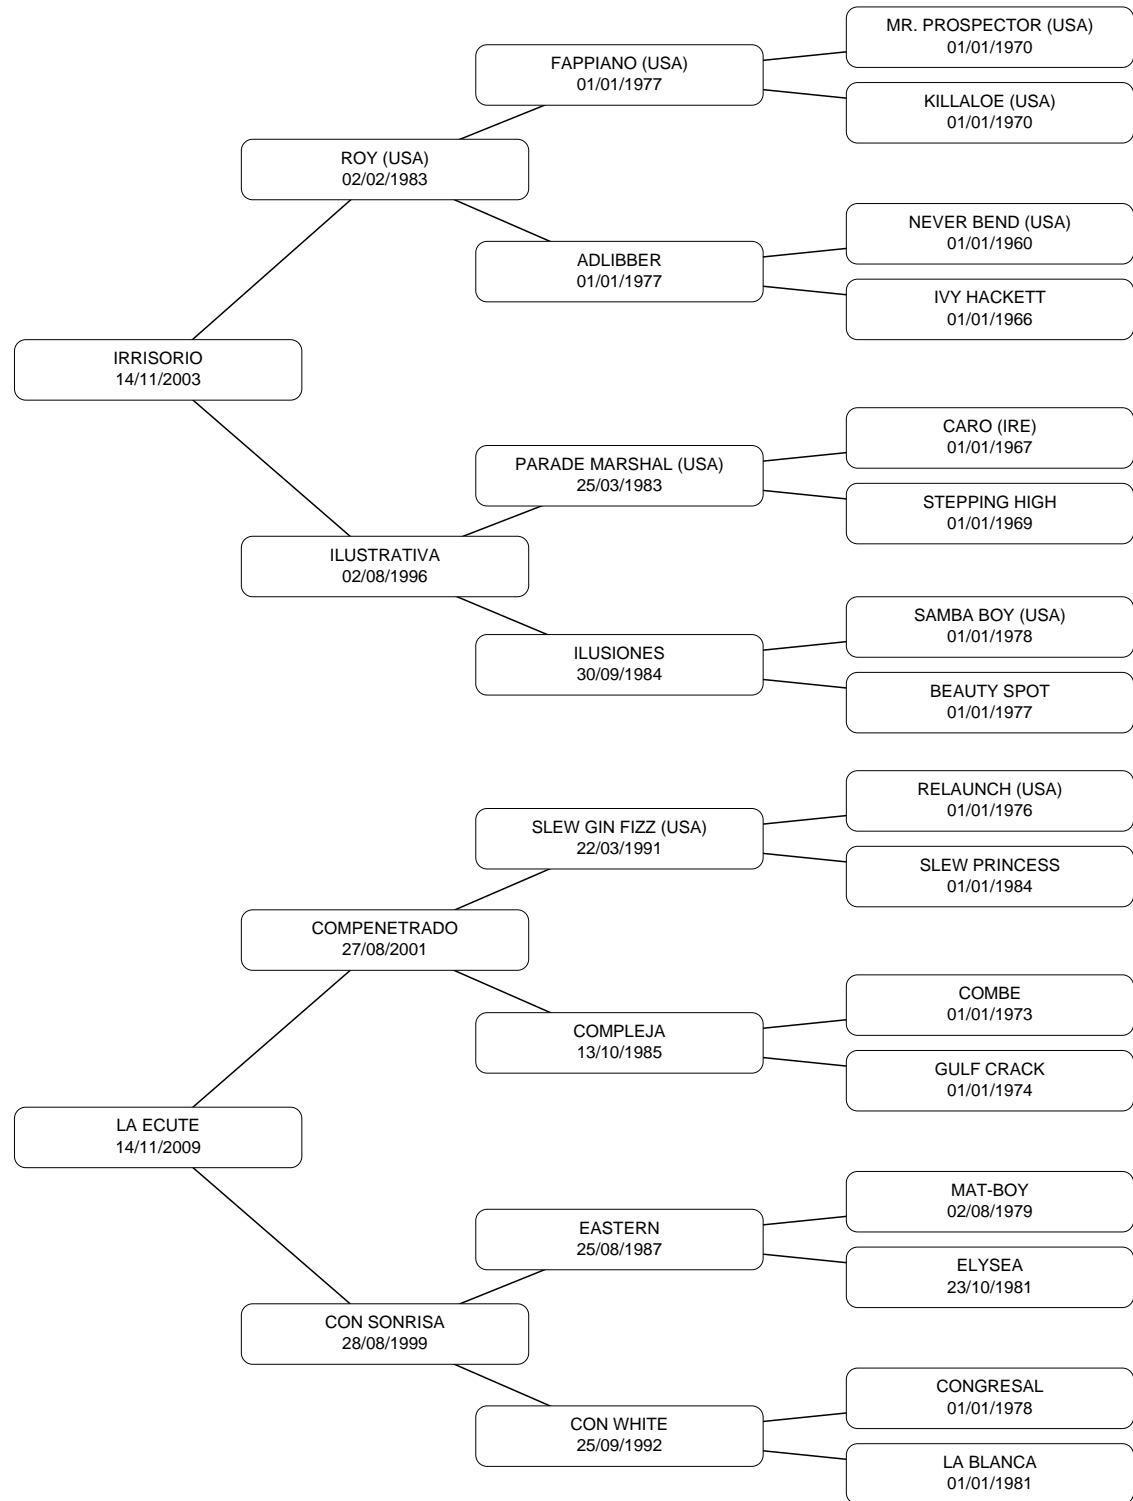 MR. PROSPECTOR (USA)
01/01/1970
FAPPIANO (USA)
01/01/1977
KILLALOE (USA)
01/01/1970
ROY (USA)
02/02/1983
NEVER BEND (USA)
01/01/1960
ADLIBBER
01/01/1977
IVY HACKETT
01/01/1966
IRRISORIO
14/11/2003
CARO (IRE)
01/01/1967
PARADE MARSHAL (USA)
25/03/1983
STEPPING HIGH
01/01/1969
ILUSTRATIVA
02/08/1996
SAMBA BOY (USA)
01/01/1978
ILUSIONES
30/09/1984
BEAUTY SPOT
01/01/1977
RELAUNCH (USA)
01/01/1976
SLEW GIN FIZZ (USA)
22/03/1991
SLEW PRINCESS
01/01/1984
COMPENETRADO
27/08/2001
COMBE
01/01/1973
COMPLEJA
13/10/1985
GULF CRACK
01/01/1974
LA ECUTE
14/11/2009
MAT-BOY
02/08/1979
EASTERN
25/08/1987
ELYSEA
23/10/1981
CON SONRISA
28/08/1999
CONGRESAL
01/01/1978
CON WHITE
25/09/1992
LA BLANCA
01/01/1981